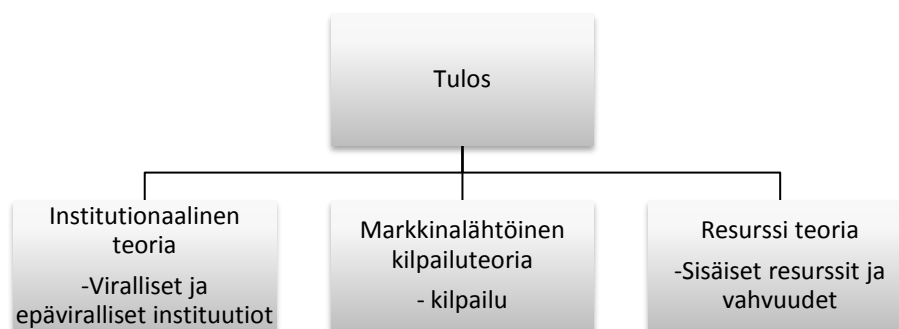 Tulos
Institutionaalinen
teoria
-Viralliset ja
epäviralliset instituutiot
Markkinalähtöinen
kilpailuteoria
- kilpailu
Resurssi teoria
-Sisäiset resurssit ja
vahvuudet